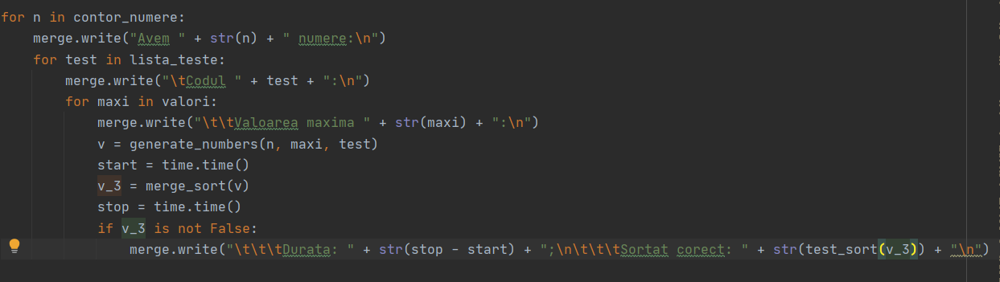 for n in contor_numere:
    merge.write("Avem " + str(n) + " numere:\n")
    for test in lista_teste:
        merge.write("\tCodul " + test + ":\n")
        for maxi in valori:
            merge.write("\t\tValoarea maxima " + str(maxi) + ":\n")
            v = generate_numbers(n, maxi, test)
            start = time.time()
            v_3 = merge_sort(v)
            stop = time.time()
            if v_3 is not False:
                merge.write("\t\t\tDurata: " + str(stop - start) + ";\n\t\t\tSortat corect: " + str(test_sort(v_3)) + "\n")